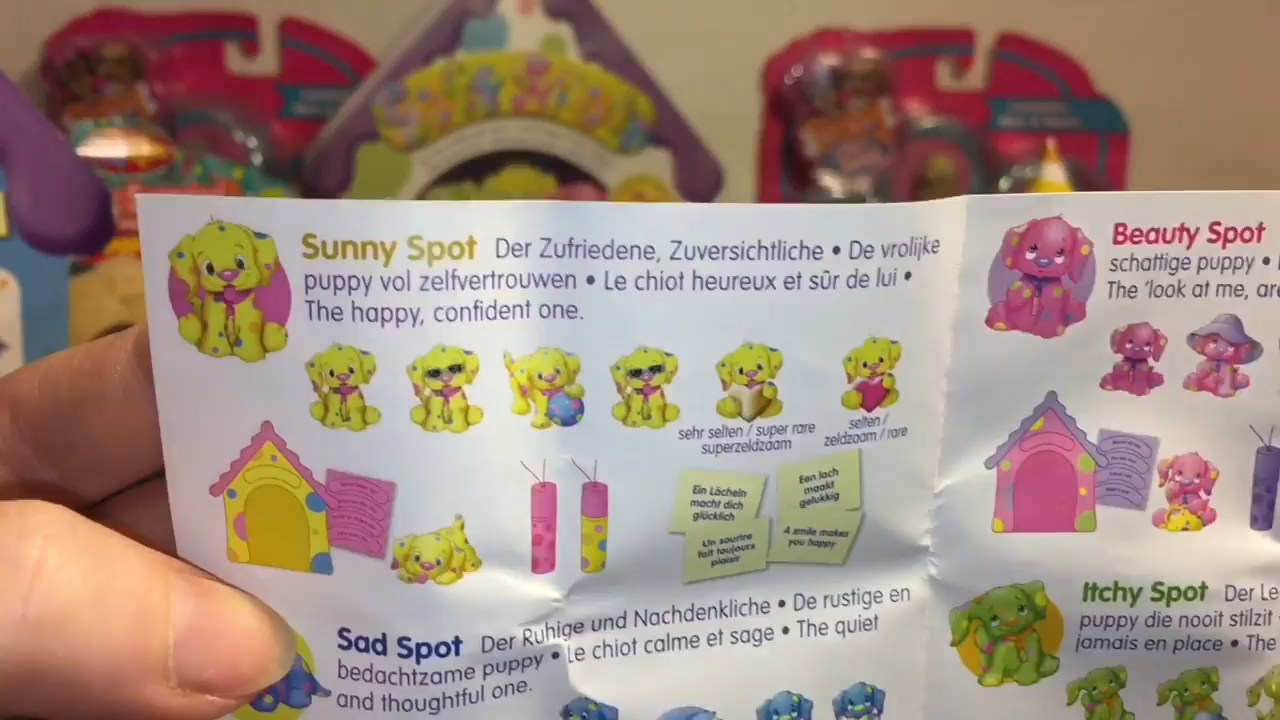 Sunny Spot Der Zufriedene, Zuversichtliche • De vrolijke
puppy vol zelfvertrouwen • Le chiot heureux et sûr de lui •
The happy, confident one.
sehr selten / super rare
superzeldzaam
selten /
zeldzaam / rare
Ein Lächeln
macht dich
glücklich
Een lach
maakt
gelukkig
Un sourire
fait toujours
plaisir
A smile makes
you happy
Sad Spot Der Ruhige und Nachdenkliche • De rustige en
bedachtzame puppy • Le chiot calme et sage • The quiet
and thoughtful one.
Beauty Spot
schattige puppy •
The 'look at me, are
Itchy Spot Der Le
puppy die nooit stilzit
jamais en place • The